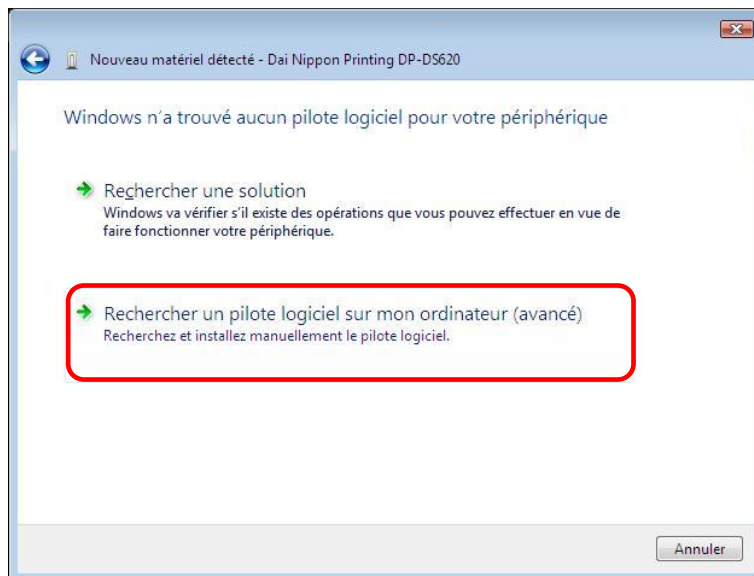 Nouveau matériel détecté - Dai Nippon Printing DP-DS620
Windows n'a trouvé aucun pilote logiciel pour votre périphérique
Rechercher une solution
Windows va vérifier s'il existe des opérations que vous pouvez effectuer en vue de
faire fonctionner votre périphérique.
Rechercher un pilote logiciel sur mon ordinateur (avancé)
Recherchez et installez manuellement le pilote logiciel.
Annuler